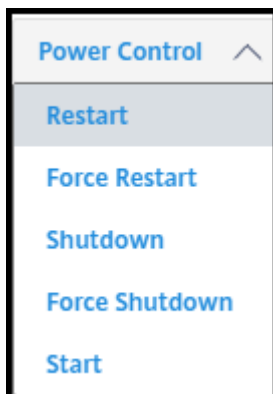 Power Control
Restart
Force Restart
Shutdown
Force Shutdown
Start